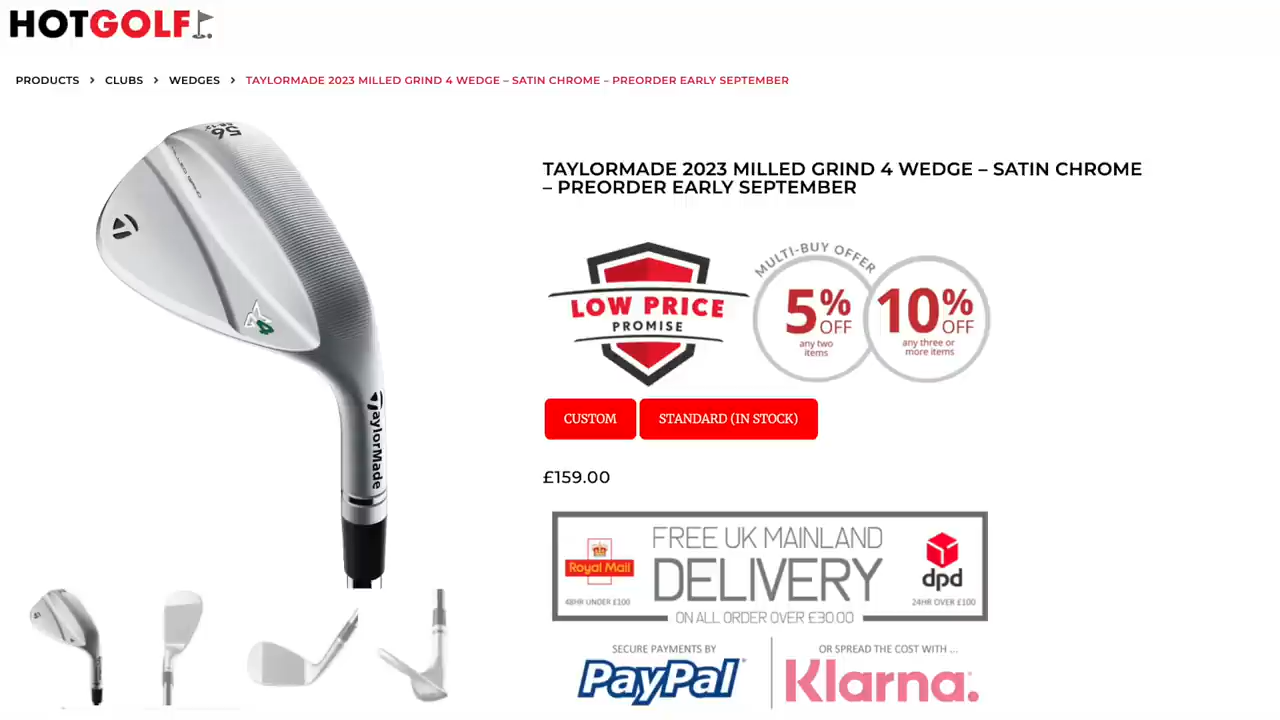 HOTGOLF
PRODUCTS > CLUBS > WEDGES > TAYLORMADE 2023 MILLED GRIND 4 WEDGE – SATIN CHROME – PREORDER EARLY SEPTEMBER
56
MILLED GRIND
TaylorMade
TAYLORMADE 2023 MILLED GRIND 4 WEDGE – SATIN CHROME
– PREORDER EARLY SEPTEMBER
LOW PRICE
PROMISE
MULTI-BUY OFFER
5% OFF
any two
items
10% OFF
any three or
more items
CUSTOM
STANDARD (IN STOCK)
£159.00
FREE UK MAINLAND
DELIVERY
ON ALL ORDER OVER £30.00
Royal Mail
48HR UNDER £100
dpd
24HR OVER £100
SECURE PAYMENTS BY
PayPal
OR SPREAD THE COST WITH ...
Klarna.